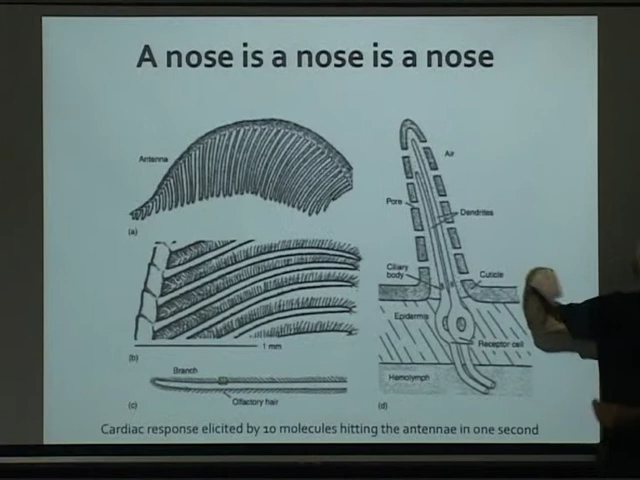 A nose is a nose is a nose
Antenna
(a)
Air
Pore
Dendrites
Ciliary
body
Cuticle
Epidermis
Receptor cell
Hemolymph
(b)
1 mm
Branch
Olfactory hair
(c)
(d)
Cardiac response elicited by 10 molecules hitting the antennae in one second